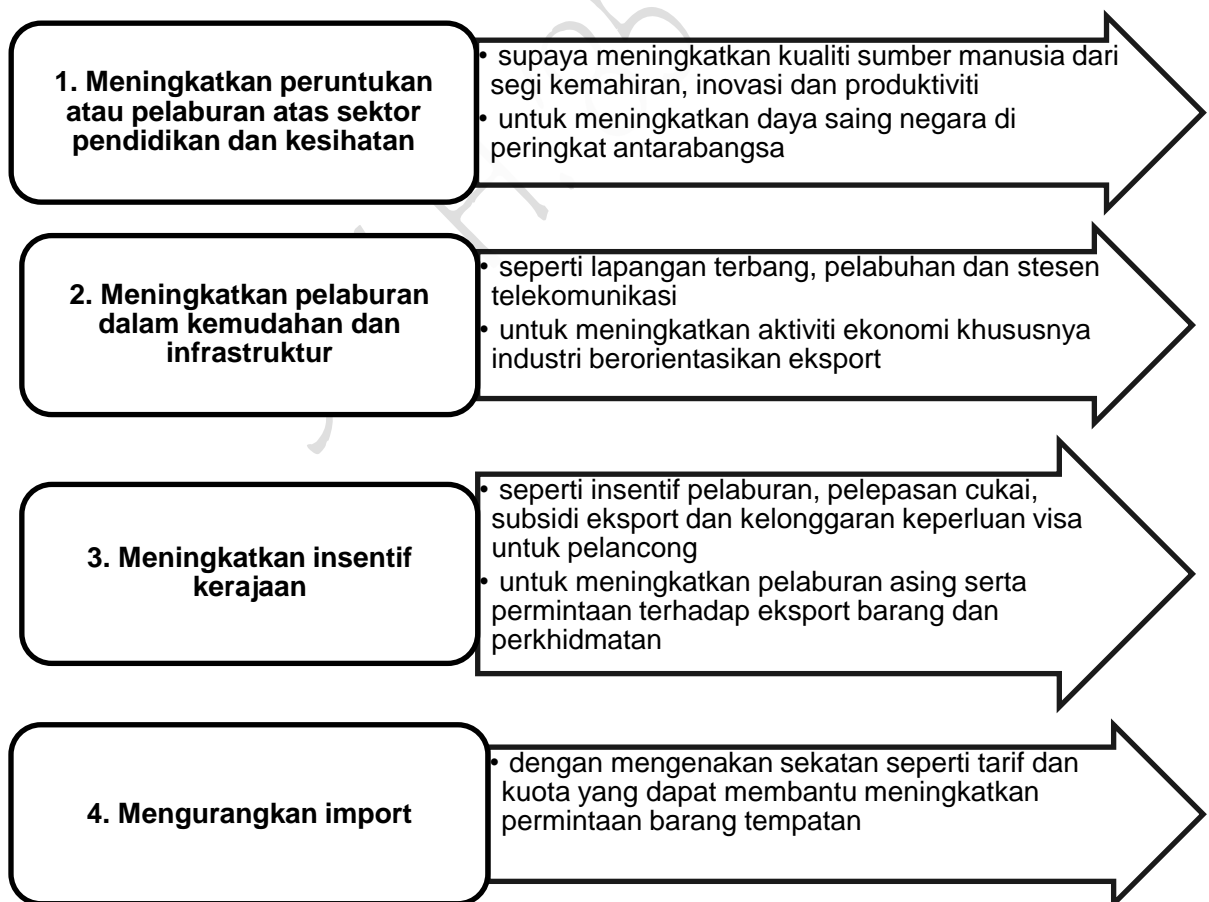 1. Meningkatkan peruntukan
atau pelaburan atas sektor
pendidikan dan kesihatan
• supaya meningkatkan kualiti sumber manusia dari
segi kemahiran, inovasi dan produktiviti
• untuk meningkatkan daya saing negara di
peringkat antarabangsa
2. Meningkatkan pelaburan
dalam kemudahan dan
infrastruktur
• seperti lapangan terbang, pelabuhan dan stesen
telekomunikasi
• untuk meningkatkan aktiviti ekonomi khususnya
industri berorientasikan eksport
3. Meningkatkan insentif
kerajaan
• seperti insentif pelaburan, pelepasan cukai,
subsidi eksport dan kelonggaran keperluan visa
untuk pelancong
• untuk meningkatkan pelaburan asing serta
permintaan terhadap eksport barang dan
perkhidmatan
4. Mengurangkan import
• dengan mengenakan sekatan seperti tarif dan
kuota yang dapat membantu meningkatkan
permintaan barang tempatan